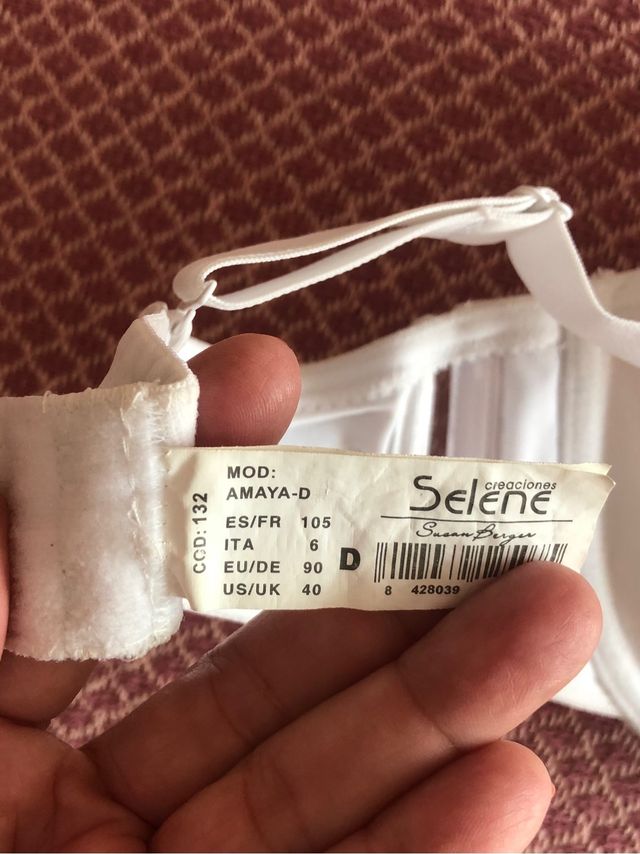 COD: 132
MOD:
AMAYA-D
ES/FR 105
ITA 6
EU/DE 90
US/UK 40
D
creaciones
Selene
Susan Berger
8 428039